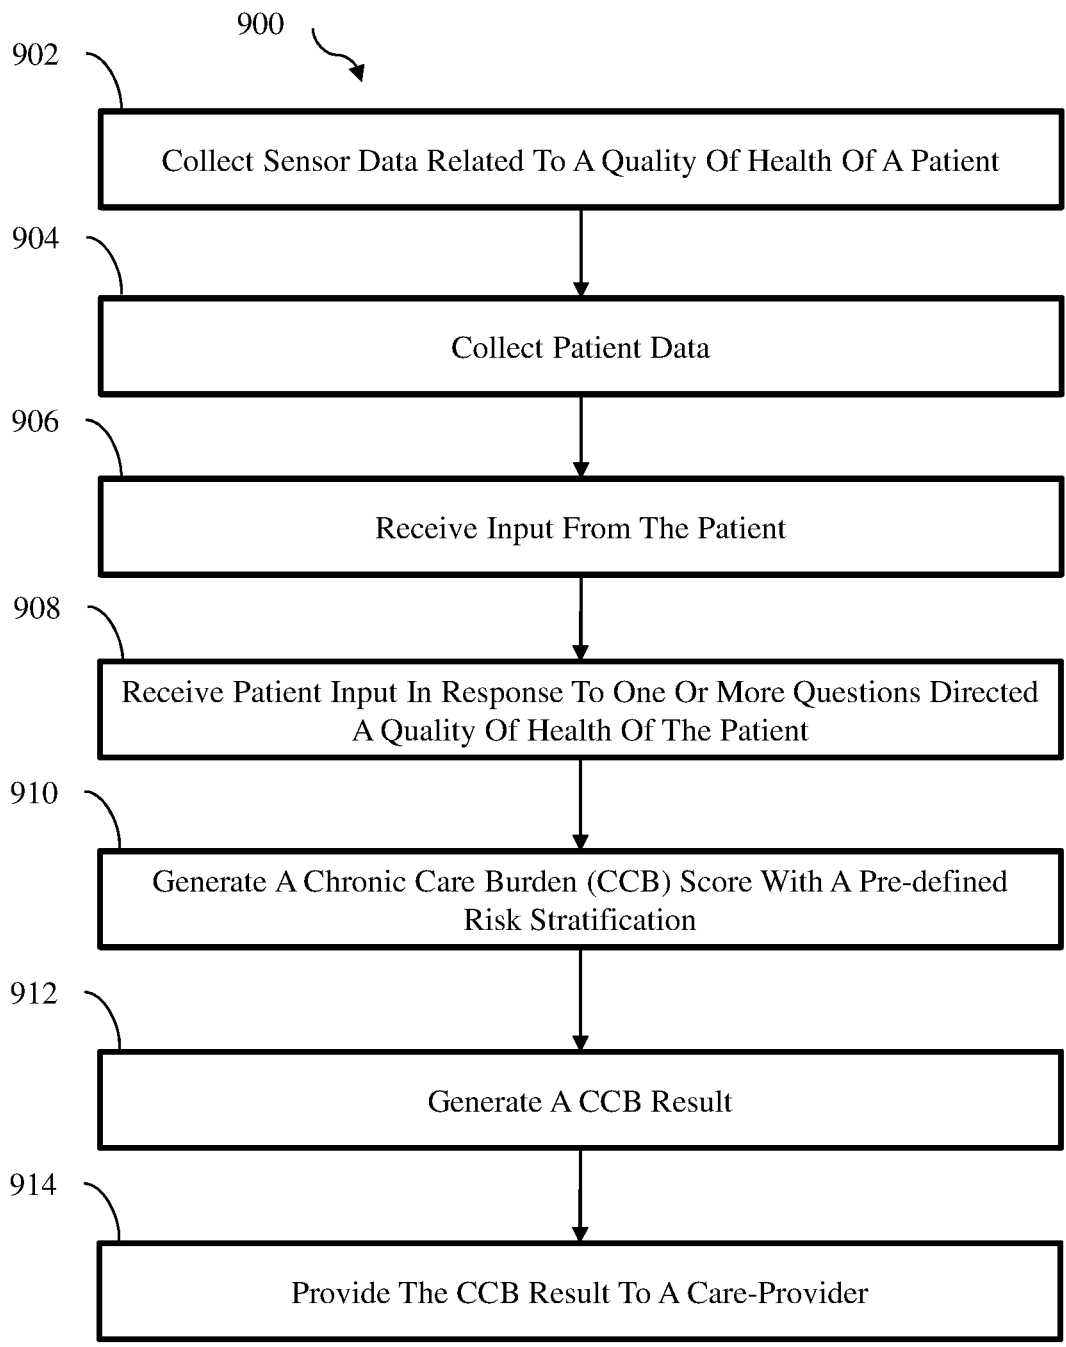 900
902
Collect Sensor Data Related To A Quality Of Health Of A Patient
904
Collect Patient Data
906
Receive Input From The Patient
908
Receive Patient Input In Response To One Or More Questions Directed
A Quality Of Health Of The Patient
910
Generate A Chronic Care Burden (CCB) Score With A Pre-defined
Risk Stratification
912
Generate A CCB Result
914
Provide The CCB Result To A Care-Provider